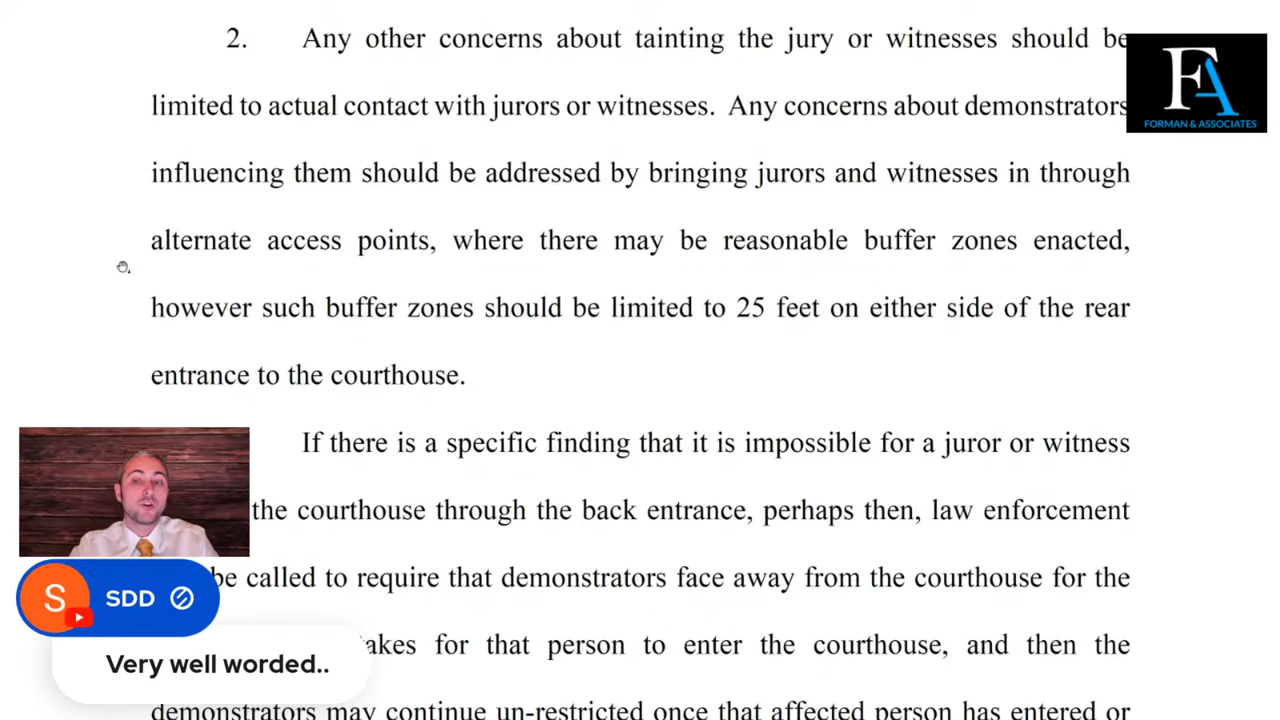 2. Any other concerns about tainting the jury or witnesses should be
limited to actual contact with jurors or witnesses. Any concerns about demonstrators
influencing them should be addressed by bringing jurors and witnesses in through
alternate access points, where there may be reasonable buffer zones enacted,
however such buffer zones should be limited to 25 feet on either side of the rear
entrance to the courthouse.
If there is a specific finding that it is impossible for a juror or witness
the courthouse through the back entrance, perhaps then, law enforcement
be called to require that demonstrators face away from the courthouse for the
takes for that person to enter the courthouse, and then the
demonstrators may continue un-restricted once that affected person has entered or
FA
FORMAN & ASSOCIATES
S
SDD
Very well worded..